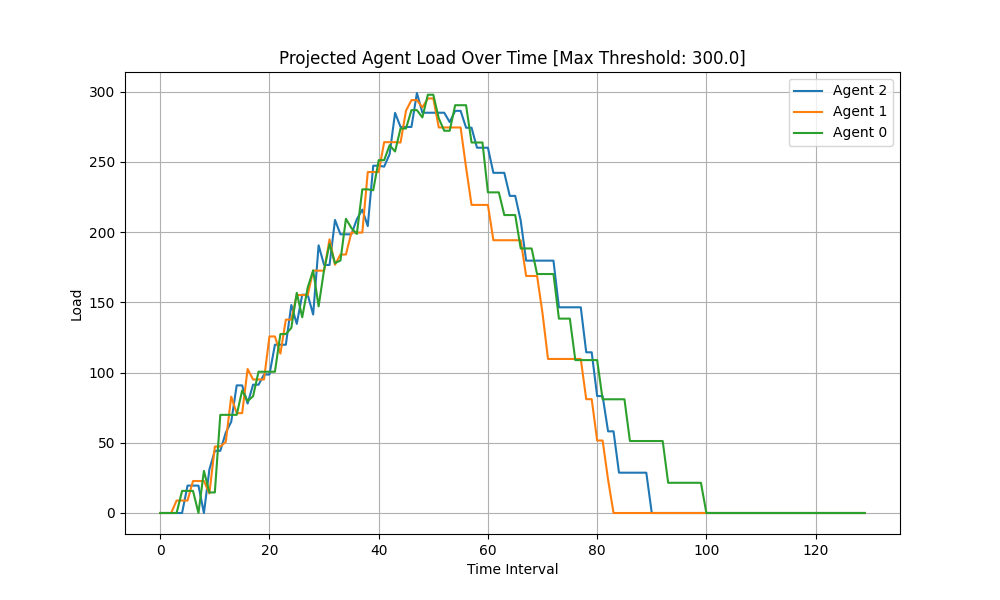 Projected Agent Load Over Time [Max Threshold: 300.0]
Agent 2
Agent 1
Agent 0
Load
300
250
200
150
100
50
0
0 20 40 60 80 100 120
Time Interval